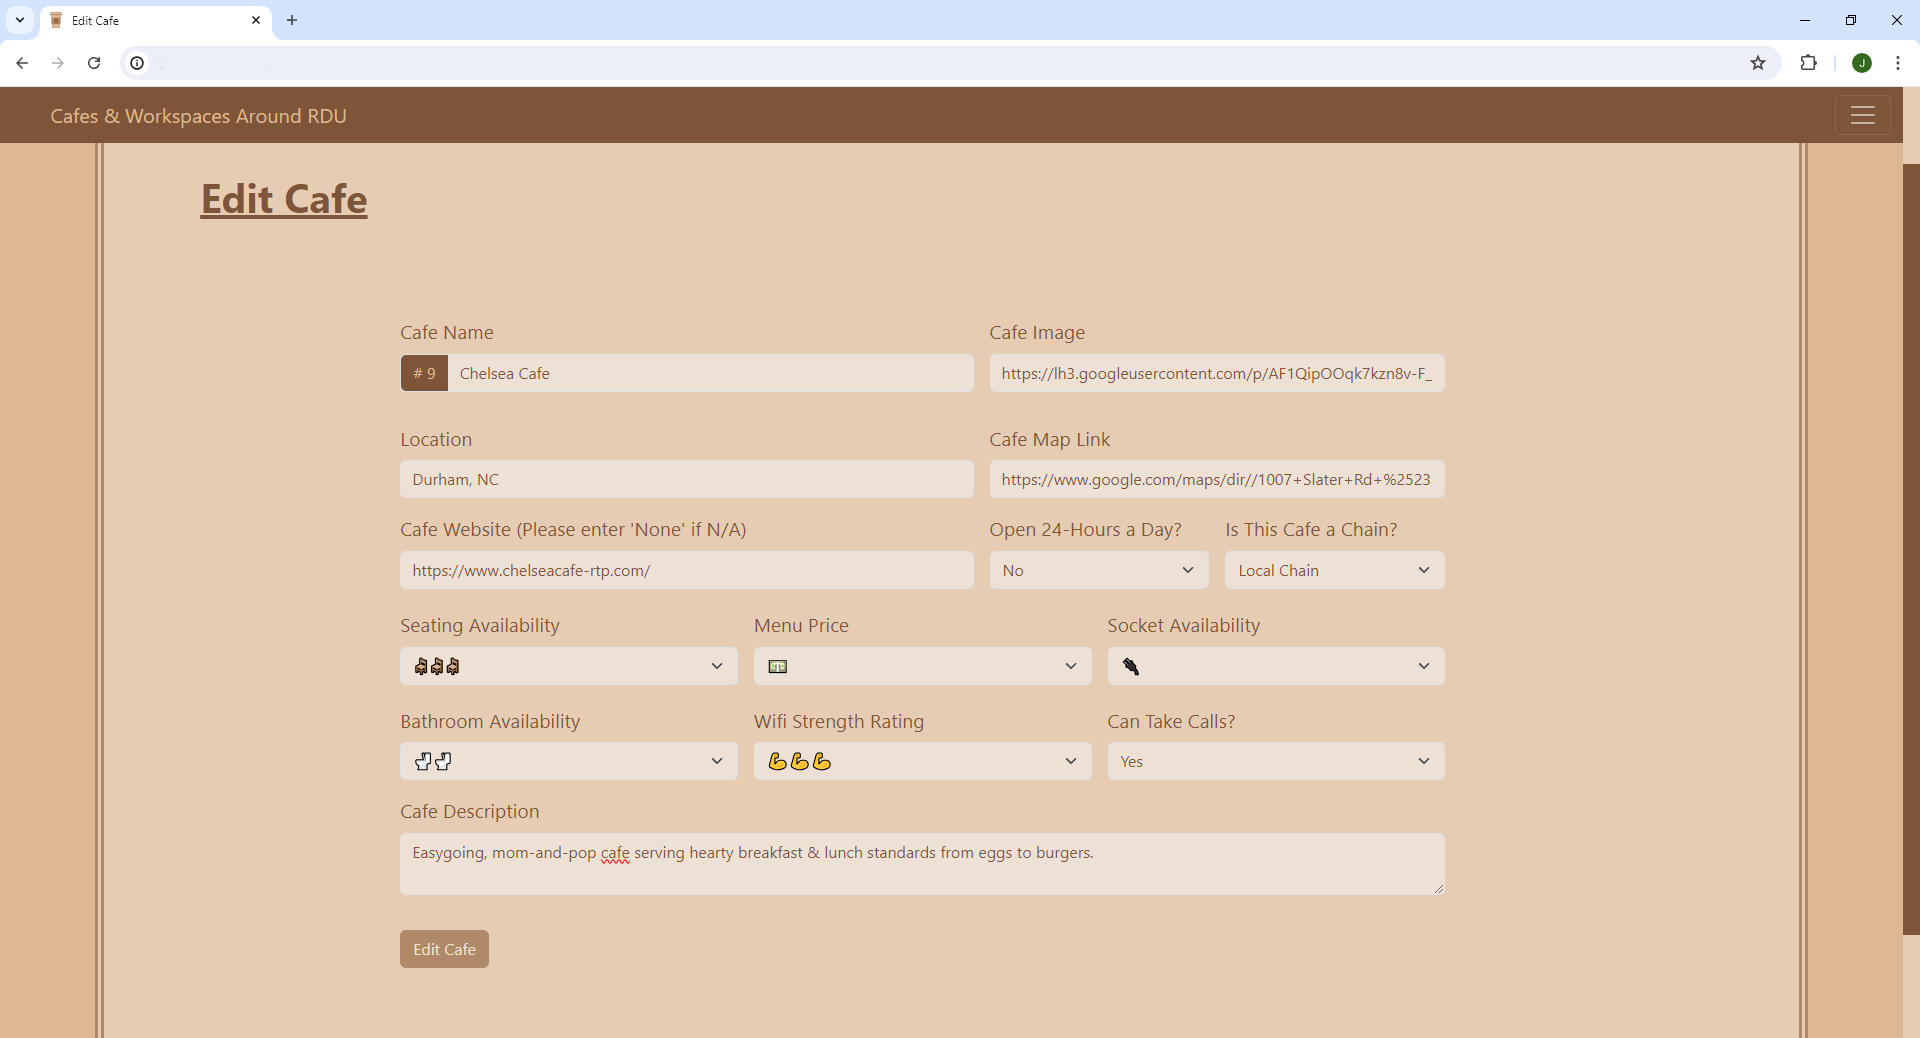 Edit Cafe
J
Cafes & Workspaces Around RDU
Edit Cafe
Cafe Name
Cafe Image
# 9
Chelsea Cafe
https://lh3.googleusercontent.com/p/AF1QipOOqk7kzn8v-F_
Location
Cafe Map Link
Durham, NC
https://www.google.com/maps/dir//1007+Slater+Rd+%2523
Cafe Website (Please enter 'None' if N/A)
Open 24-Hours a Day?
Is This Cafe a Chain?
https://www.chelseacafe-rtp.com/
No
Local Chain
Seating Availability
Menu Price
Socket Availability
Bathroom Availability
Wifi Strength Rating
Can Take Calls?
Yes
Cafe Description
Easygoing, mom-and-pop cafe serving hearty breakfast & lunch standards from eggs to burgers.
Edit Cafe